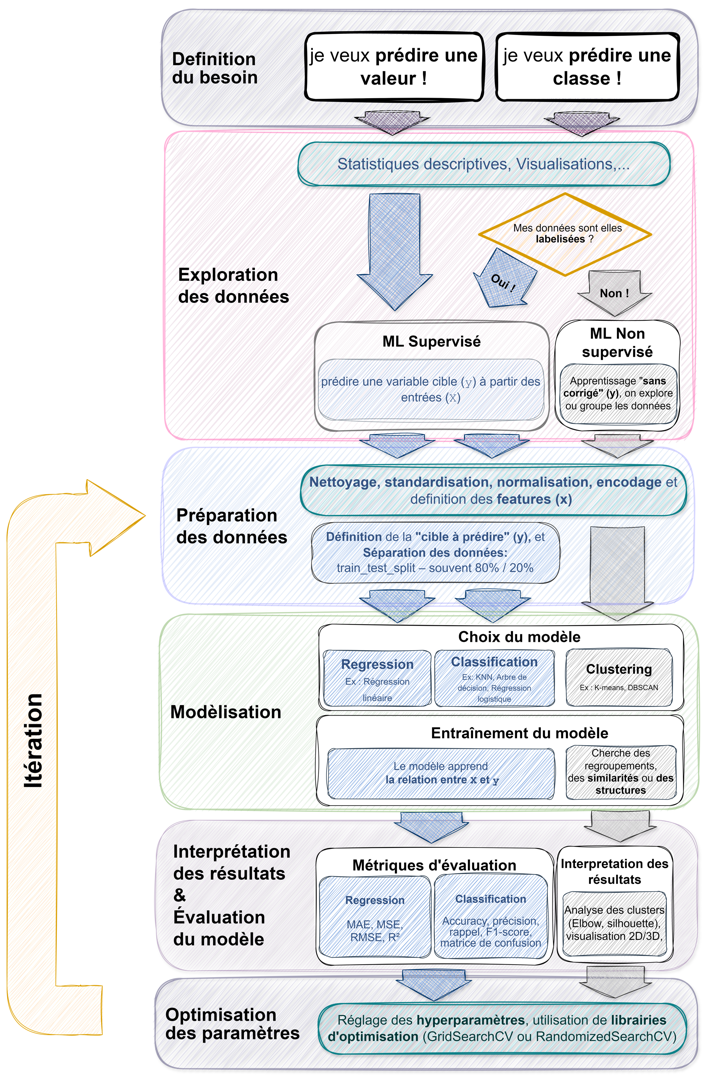 Definition
du besoin
je veux prédire une
valeur !
je veux prédire une
classe !
Statistiques descriptives, Visualisations,...
Mes données sont elles
labelisées ?
Oui !
Non !
Exploration
des données
ML Supervisé
prédire une variable cible (y) à partir des
entrées (X)
ML Non
supervisé
Apprentissage "sans
corrigé" (y), on explore
ou groupe les données
Préparation
des données
Nettoyage, standardisation, normalisation, encodage et
definition des features (x)
Définition de la "cible à prédire" (y), et
Séparation des données:
train_test_split – souvent 80% / 20%
Itération
Modèlisation
Choix du modèle
Regression
Ex : Régression
linéaire
Classification
Ex: KNN, Arbre de
décision, Régression
logistique
Clustering
Ex : K-means, DBSCAN
Entraînement du modèle
Le modèle apprend
la relation entre x et y
Cherche des
regroupements,
des similarités ou des
structures
Interprétation
des résultats
&
Évaluation
du modèle
Métriques d'évaluation
Regression
MAE, MSE,
RMSE, R²
Classification
Accuracy, précision,
rappel, F1-score,
matrice de confusion
Interpretation des
résultats
Analyse des clusters
(Elbow, silhouette),
visualisation 2D/3D,
Optimisation
des paramètres
Réglage des hyperparamètres, utilisation de librairies
d'optimisation (GridSearchCV ou RandomizedSearchCV)